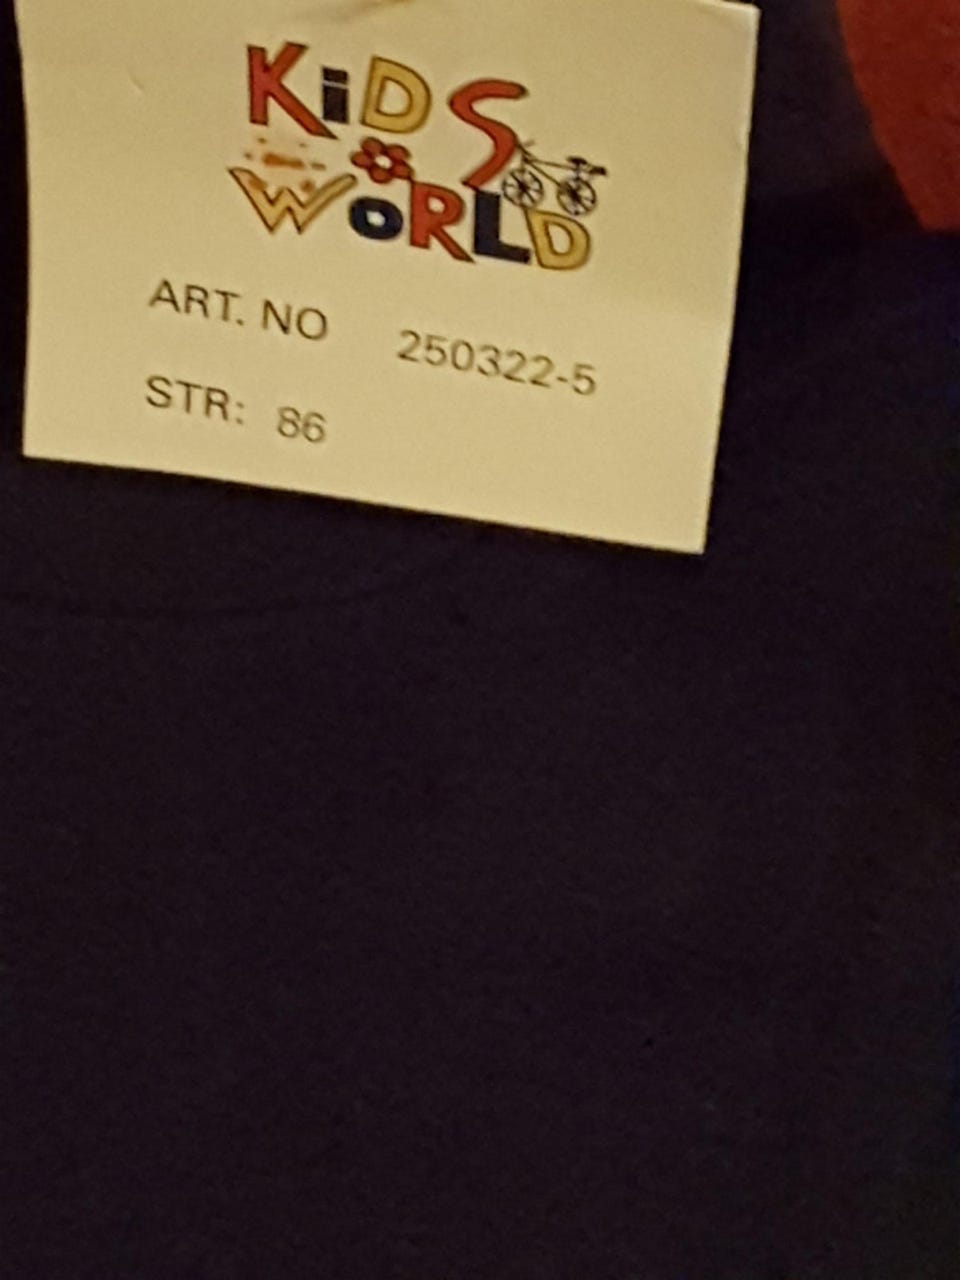 KiDS
WoRLD
ART. NO 250322-5
STR: 86